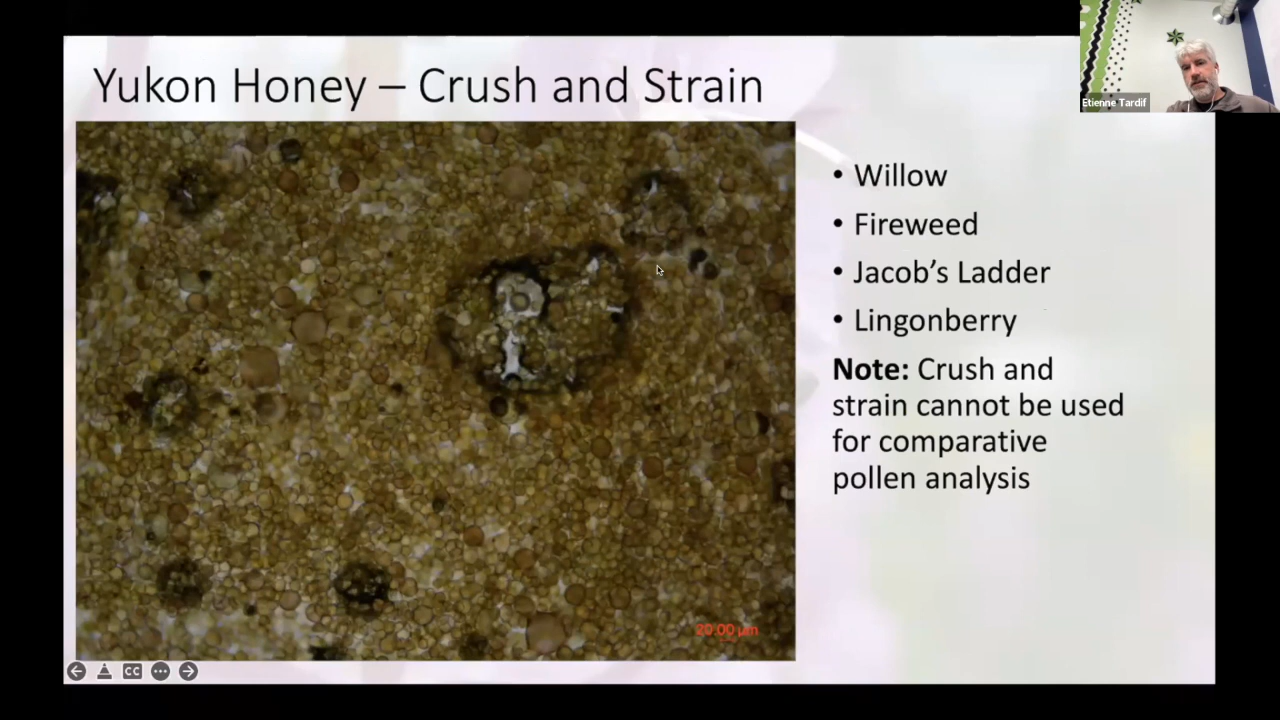 Yukon Honey – Crush and Strain
Etienne Tardif
• Willow
• Fireweed
• Jacob’s Ladder
• Lingonberry
Note: Crush and
strain cannot be used
for comparative
pollen analysis
20.00 µm
CC